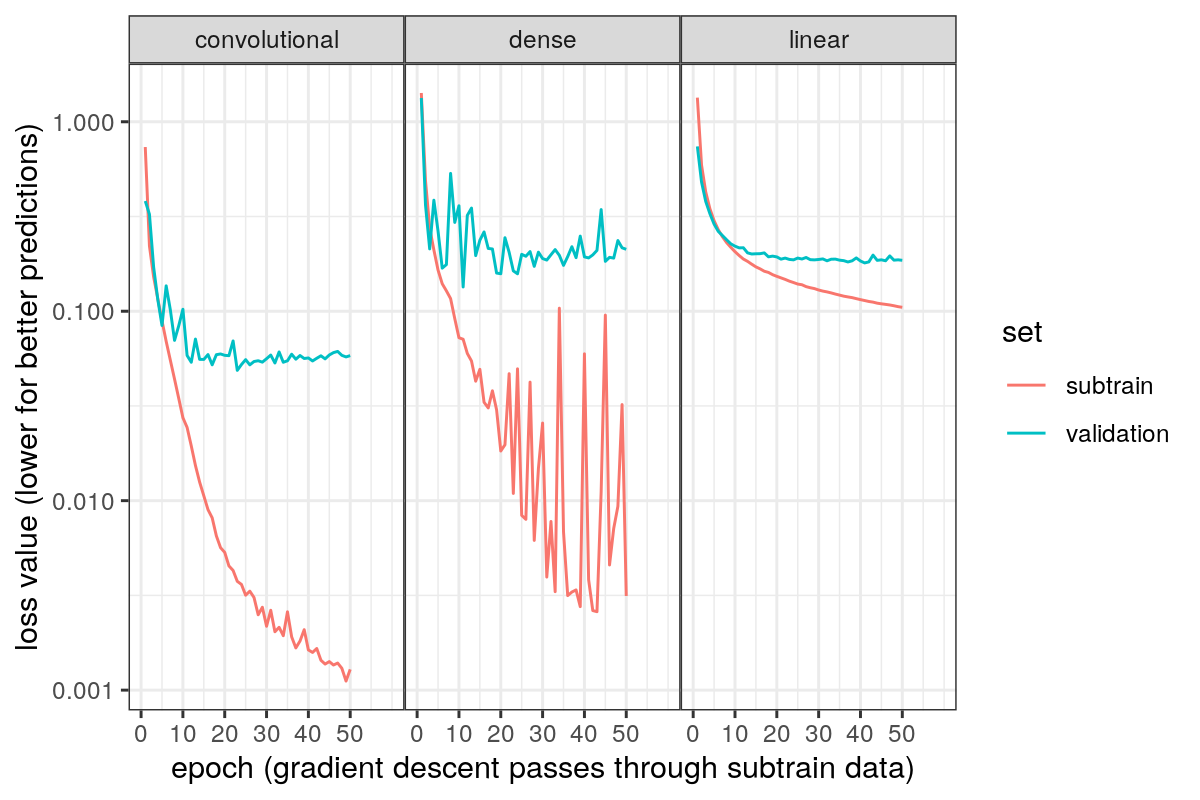 convolutional dense linear
loss value (lower for better predictions)
1.000
0.100
0.010
0.001
0 10 20 30 40 50 0 10 20 30 40 50 0 10 20 30 40 50
epoch (gradient descent passes through subtrain data)
set
subtrain
validation